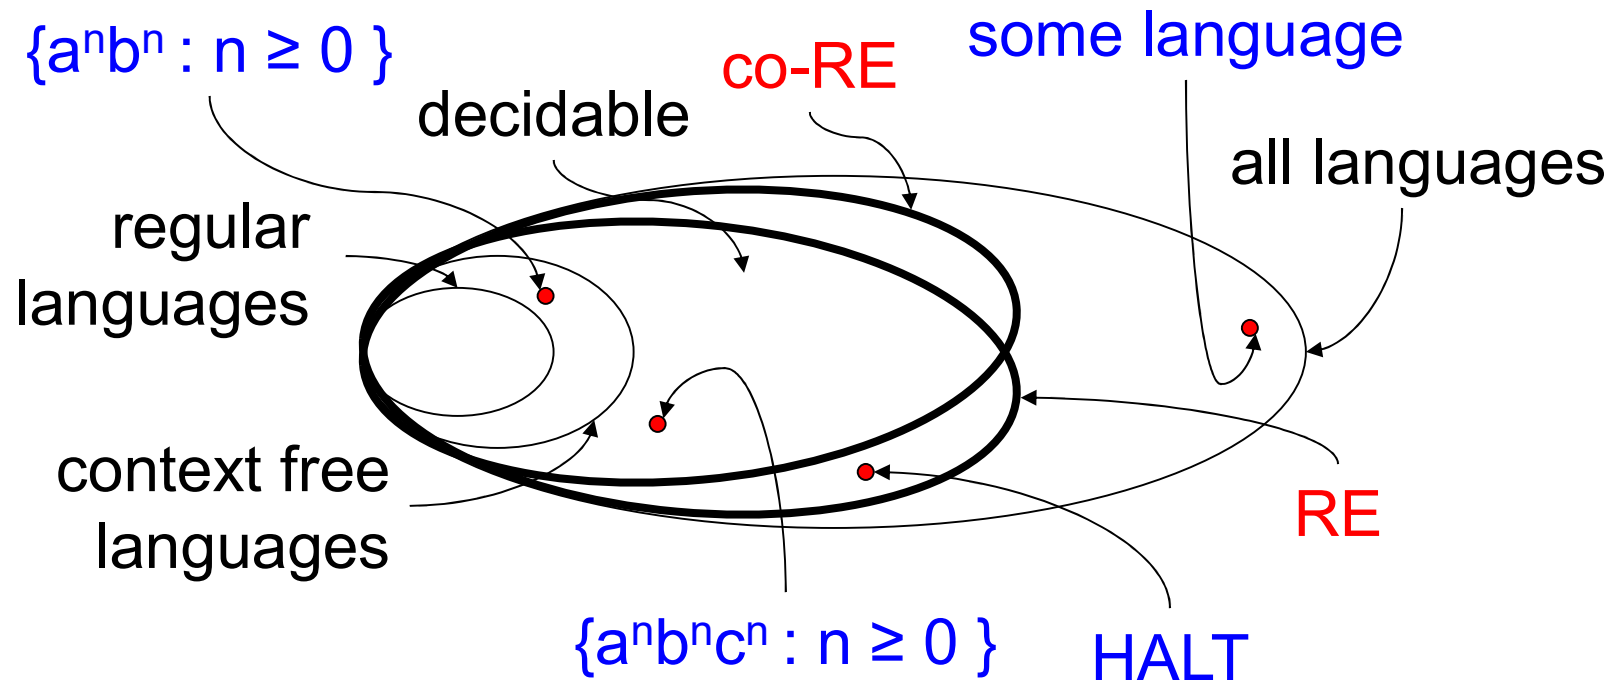 {aⁿbⁿ : n ≥ 0 }
some language
co-RE
decidable
all languages
regular
languages
context free
languages
RE
{aⁿbⁿcⁿ : n ≥ 0 }
HALT